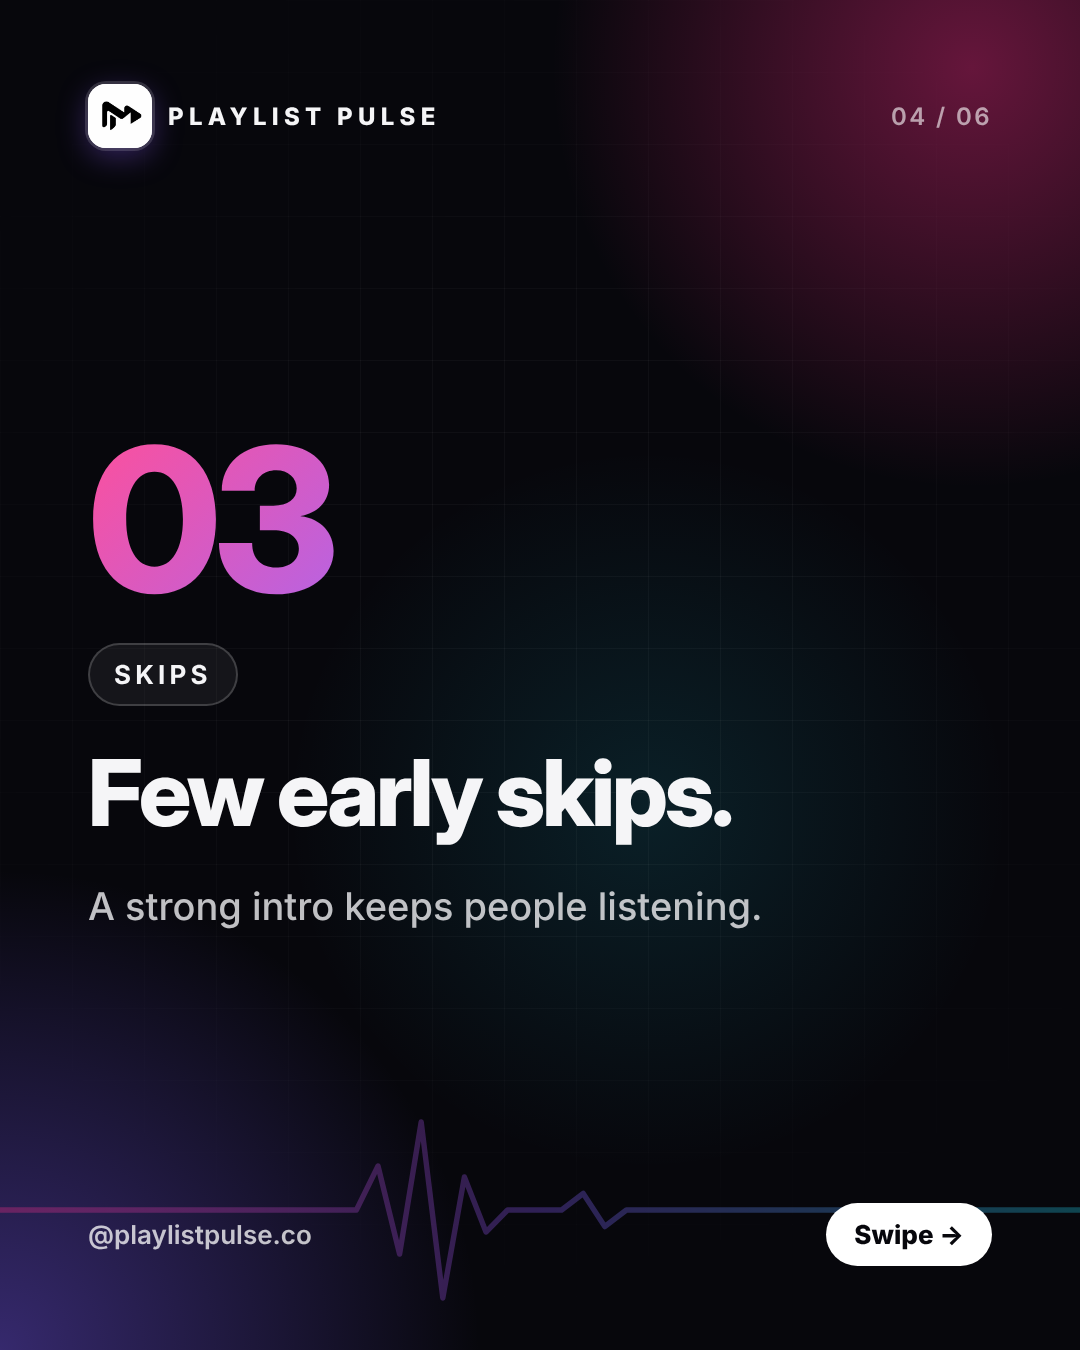 PLAYLIST PULSE
04 / 06
03
SKIPS
Few early skips.
A strong intro keeps people listening.
@playlistpulse.co
Swipe →